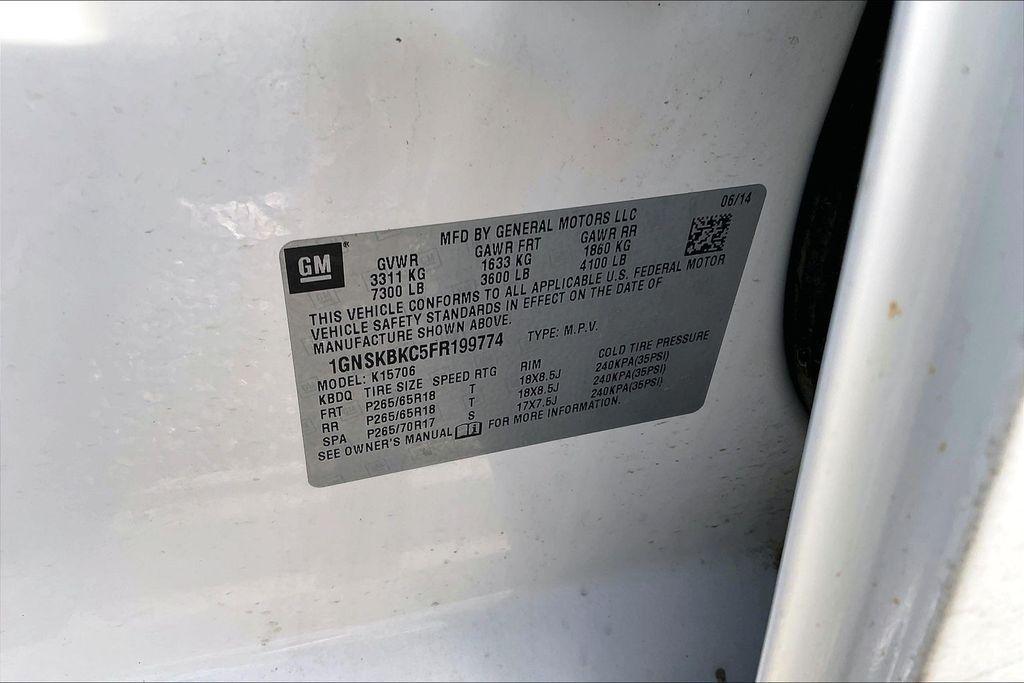 06/14
MFD BY GENERAL MOTORS LLC
GM
GVWR GAWR FRT GAWR RR
3311 KG 1633 KG 1860 KG
7300 LB 3600 LB 4100 LB
THIS VEHICLE CONFORMS TO ALL APPLICABLE U.S. FEDERAL MOTOR
VEHICLE SAFETY STANDARDS IN EFFECT ON THE DATE OF
MANUFACTURE SHOWN ABOVE.
1GNSKBKC5FR199774 TYPE: M.P.V.
MODEL: K15706
KBDQ TIRE SIZE SPEED RTG RIM COLD TIRE PRESSURE
FRT P265/65R18 T 18X8.5J 240KPA(35PSI)
RR P265/65R18 T 18X8.5J 240KPA(35PSI)
SPA P265/70R17 S 17X7.5J 240KPA(35PSI)
SEE OWNER'S MANUAL FOR MORE INFORMATION.